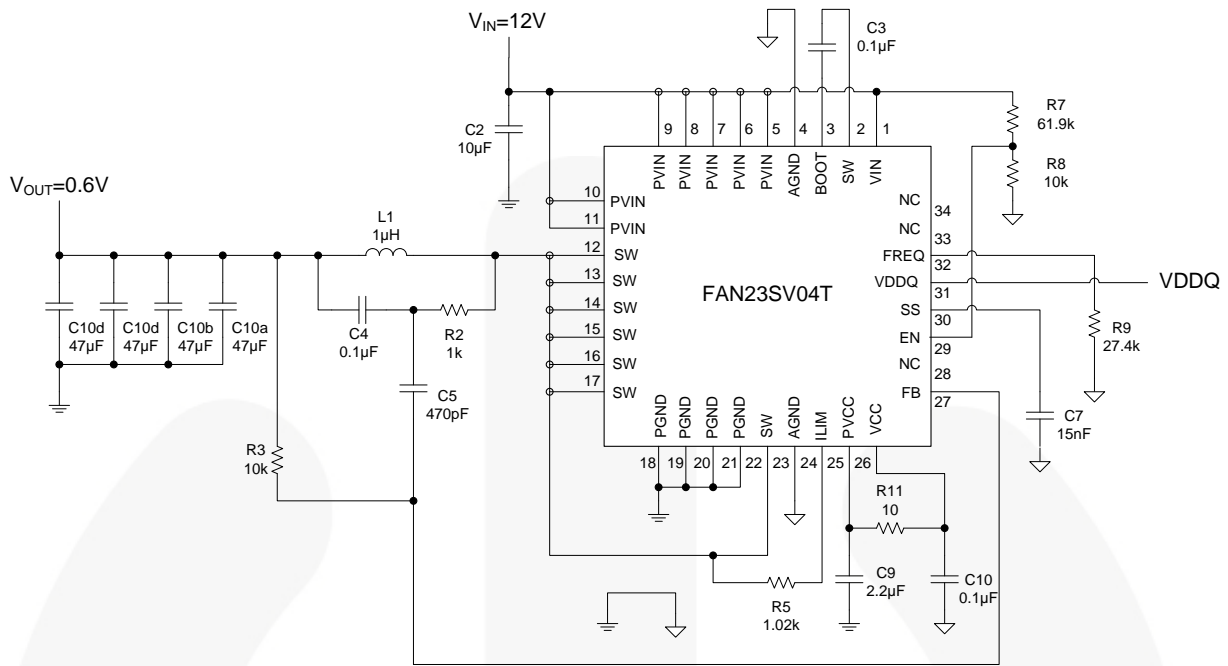 VIN=12V
C3
0.1µF
R7
61.9k
C2
10µF
9
8
7
6
5
4
3
2
1
PVIN
PVIN
PVIN
PVIN
PVIN
AGND
BOOT
SW
VIN
R8
10k
VOUT=0.6V
10
PVIN
11
PVIN
L1
1µH
12
SW
13
SW
14
SW
15
SW
16
SW
17
SW
NC
34
NC
33
FREQ
32
VDDQ
31
SS
30
EN
29
NC
28
FB
27
VDDQ
FAN23SV04T
R9
27.4k
C10d
47µF
C10d
47µF
C10b
47µF
C10a
47µF
C4
0.1µF
R2
1k
C5
470pF
C7
15nF
R3
10k
PGND
PGND
PGND
PGND
SW
AGND
ILIM
PVCC
VCC
18
19
20
21
22
23
24
25
26
R11
10
C9
2.2µF
C10
0.1µF
R5
1.02k